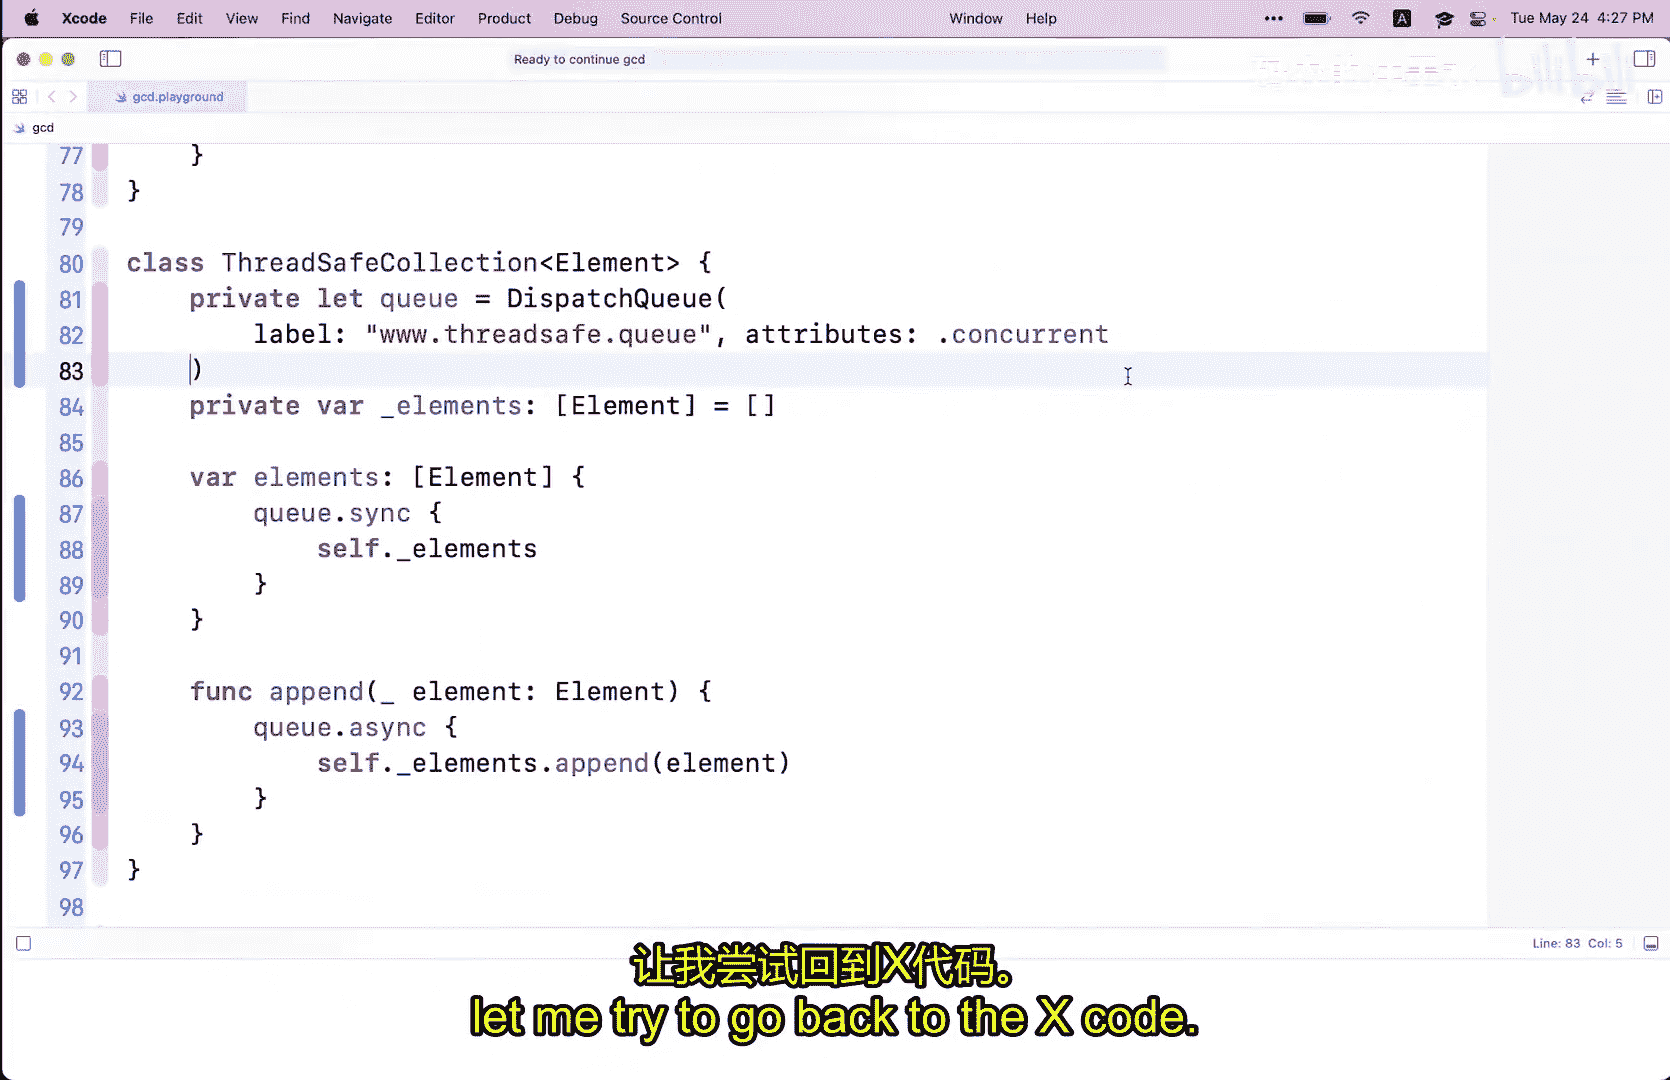 Xcode File Edit View Find Navigate Editor Product Debug Source Control Window Help A Tue May 24 4:27 PM
Ready to continue gcd
bilibili
gcd.playground
gcd
77 }
78 }
79
80 class ThreadSafeCollection<Element> {
81 private let queue = DispatchQueue(
82 label: "www.threadsafe.queue", attributes: .concurrent
83 )
84 private var _elements: [Element] = []
85
86 var elements: [Element] {
87 queue.sync {
88 self._elements
89 }
90 }
91
92 func append(_ element: Element) {
93 queue.async {
94 self._elements.append(element)
95 }
96 }
97 }
98
Line: 83 Col: 5
让我尝试回到X代码。
let me try to go back to the X code.